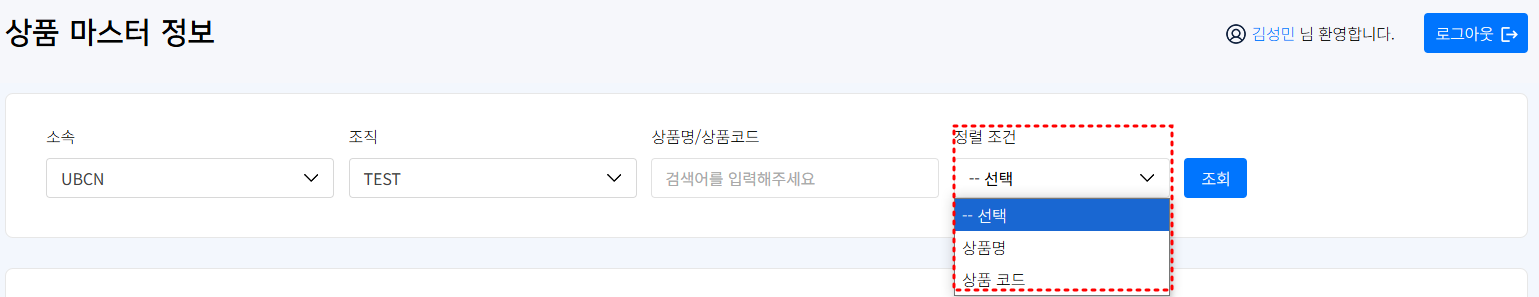 상품 마스터 정보
김성민 님 환영합니다.
로그아웃
소속
조직
상품명/상품코드
정렬 조건
UBCN
TEST
검색어를 입력해주세요
-- 선택
조회
-- 선택
상품명
상품 코드